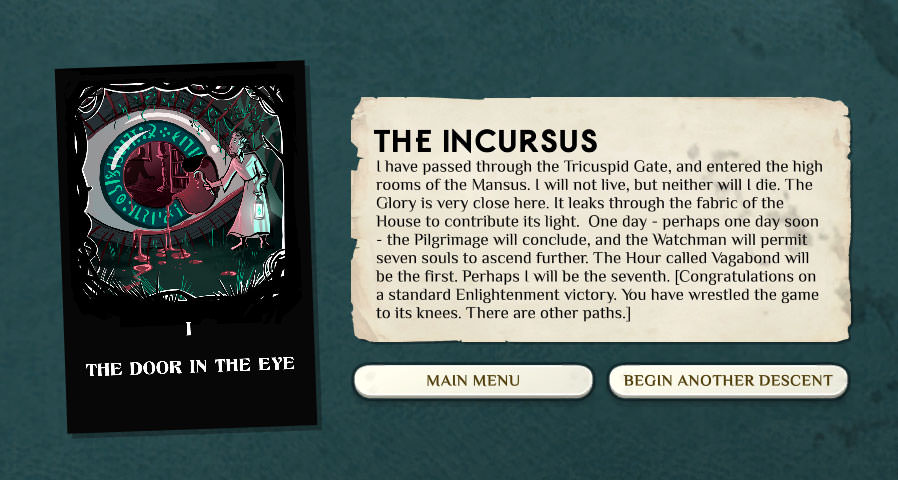 I
THE DOOR IN THE EYE
THE INCURSUS
I have passed through the Tricuspid Gate, and entered the high
rooms of the Mansus. I will not live, but neither will I die. The
Glory is very close here. It leaks through the fabric of the
House to contribute its light.  One day - perhaps one day soon
- the Pilgrimage will conclude, and the Watchman will permit
seven souls to ascend further. The Hour called Vagabond will
be the first. Perhaps I will be the seventh. [Congratulations on
a standard Enlightenment victory. You have wrestled the game
to its knees. There are other paths.]
MAIN MENU
BEGIN ANOTHER DESCENT